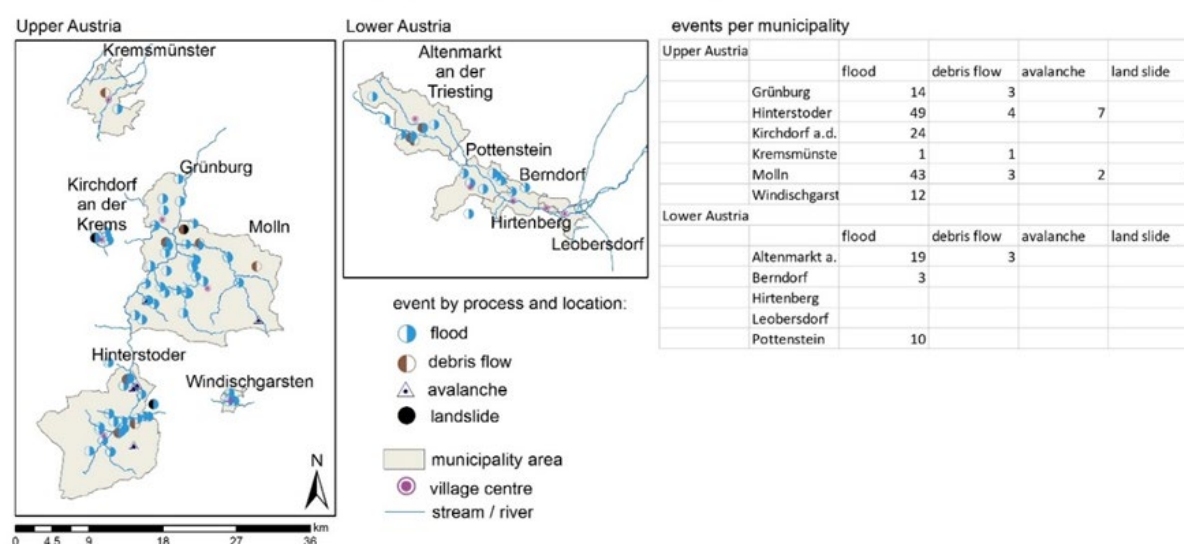 Upper Austria
Kremsmünster
Grünburg
Kirchdorf
an der
Krems
Molln
Hinterstoder
Windischgarsten
N
km
0 4.5 9 18 27 36
Lower Austria
Altenmarkt
an der
Triesting
Pottenstein
Berndorf
Hirtenberg
Leobersdorf
event by process and location:
flood
debris flow
avalanche
landslide
municipality area
village centre
stream / river
events per municipality
Upper Austria
flood debris flow avalanche land slide
Grünburg 14 3
Hinterstoder 49 4 7
Kirchdorf a.d. 24
Kremsmünste 1 1
Molln 43 3 2
Windischgarst 12
Lower Austria
flood debris flow avalanche land slide
Altenmarkt a. 19 3
Berndorf 3
Hirtenberg
Leobersdorf
Pottenstein 10